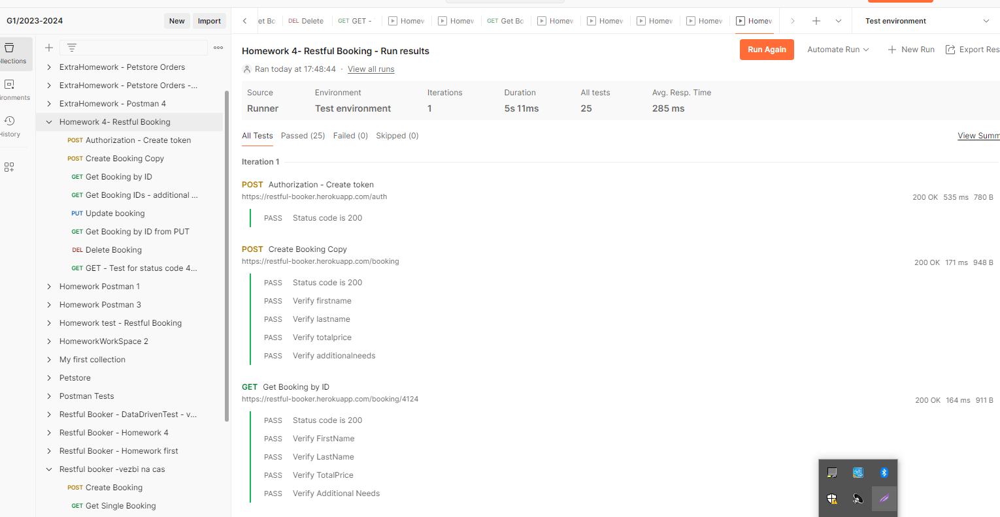 G1/2023-2024
New
Import
et Bo
DEL Delete
GET GET -
Homew
Homew
GET Get Bo
Homew
Homew
Homew
Homew
Homew
Test environment
llections
ironments
History
ExtraHomework - Petstore Orders
ExtraHomework - Petstore Orders -...
ExtraHomework - Postman 4
Homework 4- Restful Booking
POST Authorization - Create token
POST Create Booking Copy
GET Get Booking by ID
GET Get Booking IDs - additional ...
PUT Update booking
GET Get Booking by ID from PUT
DEL Delete Booking
GET GET - Test for status code 4...
Homework Postman 1
Homework Postman 3
Homework test - Restful Booking
HomeworkWorkSpace 2
My first collection
Petstore
Postman Tests
Restful Booker - DataDrivenTest - v...
Restful Booker - Homework 4
Restful Booker - Homework first
Restful booker -vezbi na cas
POST Create Booking
GET Get Single Booking
Homework 4- Restful Booking - Run results
Run Again
Automate Run
New Run
Export Res
Ran today at 17:48:44 · View all runs
Source Environment Iterations Duration All tests Avg. Resp. Time
Runner Test environment 1 5s 11ms 25 285 ms
All Tests Passed (25) Failed (0) Skipped (0)
View Summ
Iteration 1
POST Authorization - Create token
https://restful-booker.herokuapp.com/auth
200 OK 535 ms 780 B
PASS Status code is 200
POST Create Booking Copy
https://restful-booker.herokuapp.com/booking
200 OK 171 ms 948 B
PASS Status code is 200
PASS Verify firstname
PASS Verify lastname
PASS Verify totalprice
PASS Verify additionalneeds
GET Get Booking by ID
https://restful-booker.herokuapp.com/booking/4124
200 OK 164 ms 911 B
PASS Status code is 200
PASS Verify FirstName
PASS Verify LastName
PASS Verify TotalPrice
PASS Verify Additional Needs